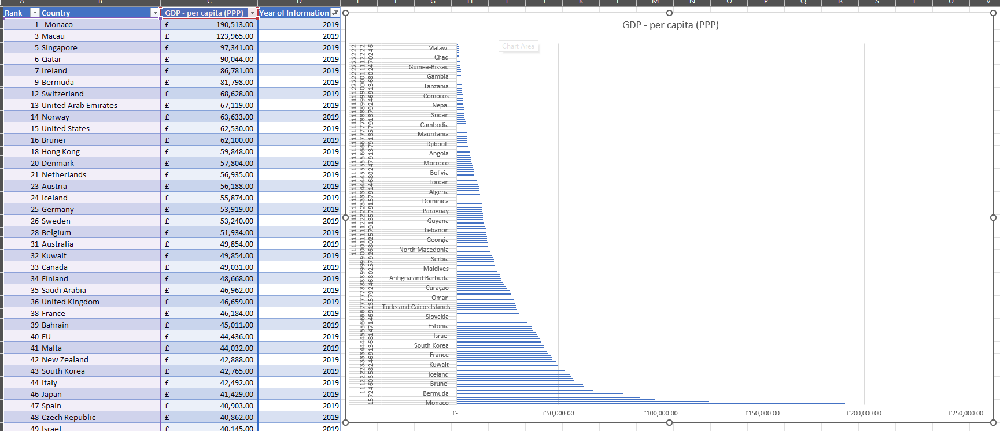 A B C D E F G H I J K L M N O P Q R S T U V
Rank Country GDP - per capita (PPP) Year of Information
1 Monaco £ 190,513.00 2019
3 Macau £ 123,965.00 2019
5 Singapore £ 97,341.00 2019
6 Qatar £ 90,044.00 2019
7 Ireland £ 86,781.00 2019
9 Bermuda £ 81,798.00 2019
12 Switzerland £ 68,628.00 2019
13 United Arab Emirates £ 67,119.00 2019
14 Norway £ 63,633.00 2019
15 United States £ 62,530.00 2019
16 Brunei £ 62,100.00 2019
18 Hong Kong £ 59,848.00 2019
20 Denmark £ 57,804.00 2019
21 Netherlands £ 56,935.00 2019
23 Austria £ 56,188.00 2019
24 Iceland £ 55,874.00 2019
25 Germany £ 53,919.00 2019
26 Sweden £ 53,240.00 2019
28 Belgium £ 51,934.00 2019
31 Australia £ 49,854.00 2019
32 Kuwait £ 49,854.00 2019
33 Canada £ 49,031.00 2019
34 Finland £ 48,668.00 2019
35 Saudi Arabia £ 46,962.00 2019
36 United Kingdom £ 46,659.00 2019
38 France £ 46,184.00 2019
39 Bahrain £ 45,011.00 2019
40 EU £ 44,436.00 2019
41 Malta £ 44,032.00 2019
42 New Zealand £ 42,888.00 2019
43 South Korea £ 42,765.00 2019
44 Italy £ 42,492.00 2019
46 Japan £ 41,429.00 2019
47 Spain £ 40,903.00 2019
48 Czech Republic £ 40,862.00 2019
49 Israel £ 40,145.00 2019
GDP - per capita (PPP)
Chart Area
Malawi
Chad
Guinea-Bissau
Gambia
Tanzania
Comoros
Nepal
Sudan
Cambodia
Mauritania
Djibouti
Angola
Morocco
Bolivia
Jordan
Algeria
Dominica
Paraguay
Guyana
Lebanon
Georgia
North Macedonia
Serbia
Maldives
Antigua and Barbuda
Curaçao
Oman
Turks and Caicos Islands
Slovakia
Estonia
Israel
South Korea
France
Kuwait
Iceland
Brunei
Bermuda
Monaco
£- £50,000.00 £100,000.00 £150,000.00 £200,000.00 £250,000.00